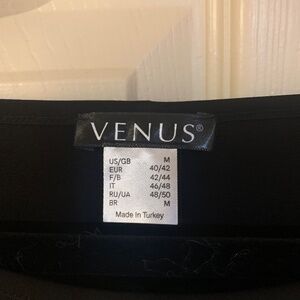 VENUS®
US/GB M
EUR 40/42
F/B 42/44
IT 46/48
RU/UA 48/50
BR M
Made in Turkey